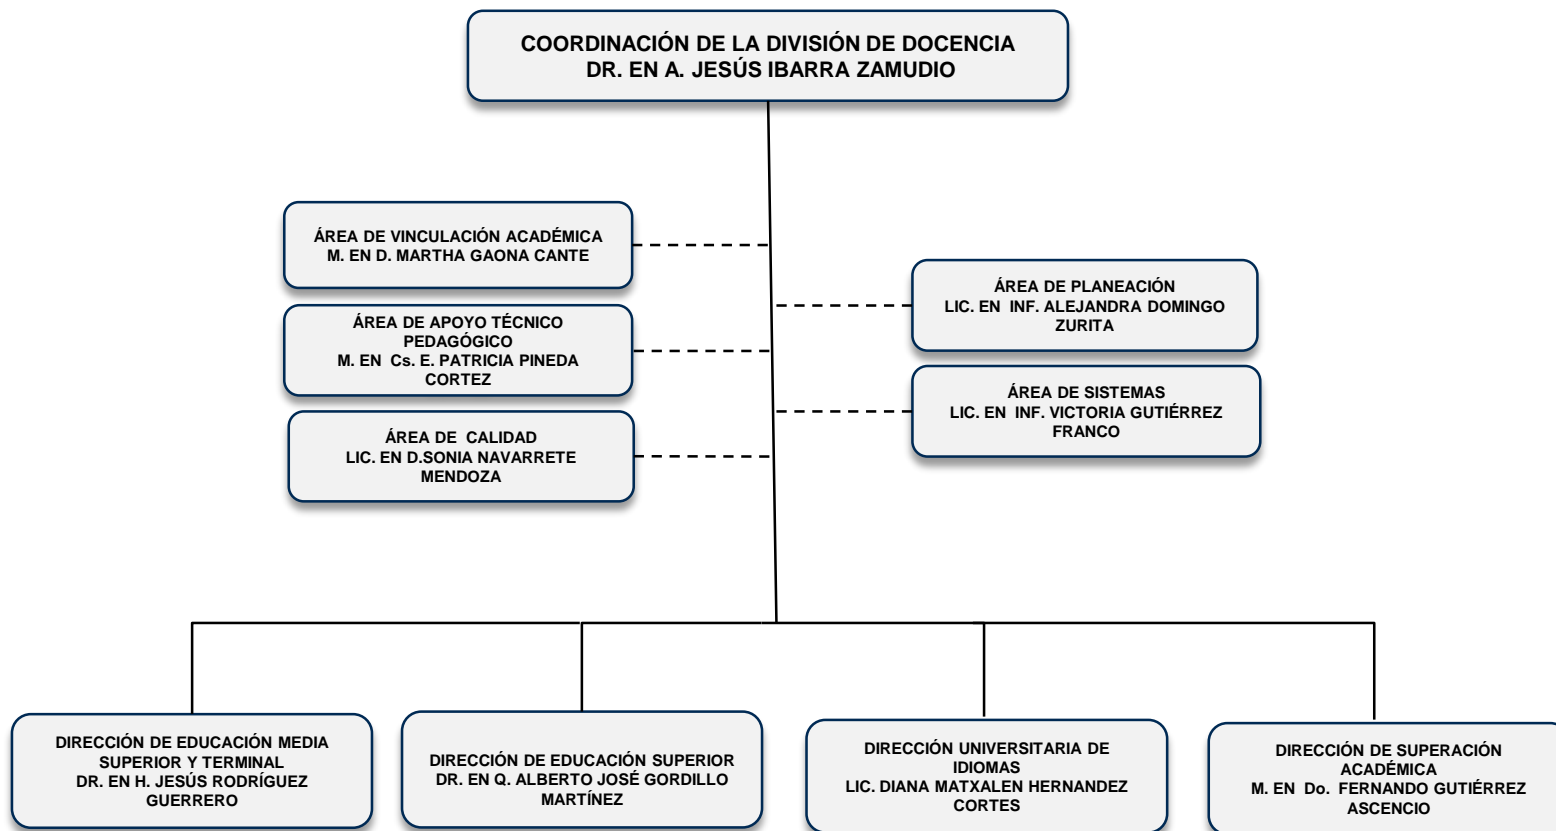 COORDINACIÓN DE LA DIVISIÓN DE DOCENCIA
DR. EN A. JESÚS IBARRA ZAMUDIO
ÁREA DE VINCULACIÓN ACADÉMICA
M. EN D. MARTHA GAONA CANTE
ÁREA DE PLANEACIÓN
LIC. EN  INF. ALEJANDRA DOMINGO
ZURITA
ÁREA DE APOYO TÉCNICO
PEDAGÓGICO
M. EN  Cs. E. PATRICIA PINEDA
CORTEZ
ÁREA DE SISTEMAS
LIC. EN  INF. VICTORIA GUTIÉRREZ
FRANCO
ÁREA DE  CALIDAD
LIC. EN D.SONIA NAVARRETE
MENDOZA
DIRECCIÓN DE EDUCACIÓN MEDIA
SUPERIOR Y TERMINAL
DR. EN H. JESÚS RODRÍGUEZ
GUERRERO
DIRECCIÓN DE EDUCACIÓN SUPERIOR
DR. EN Q. ALBERTO JOSÉ GORDILLO
MARTÍNEZ
DIRECCIÓN UNIVERSITARIA DE
IDIOMAS
LIC. DIANA MATXALEN HERNANDEZ
CORTES
DIRECCIÓN DE SUPERACIÓN
ACADÉMICA
M. EN  Do.  FERNANDO GUTIÉRREZ
ASCENCIO